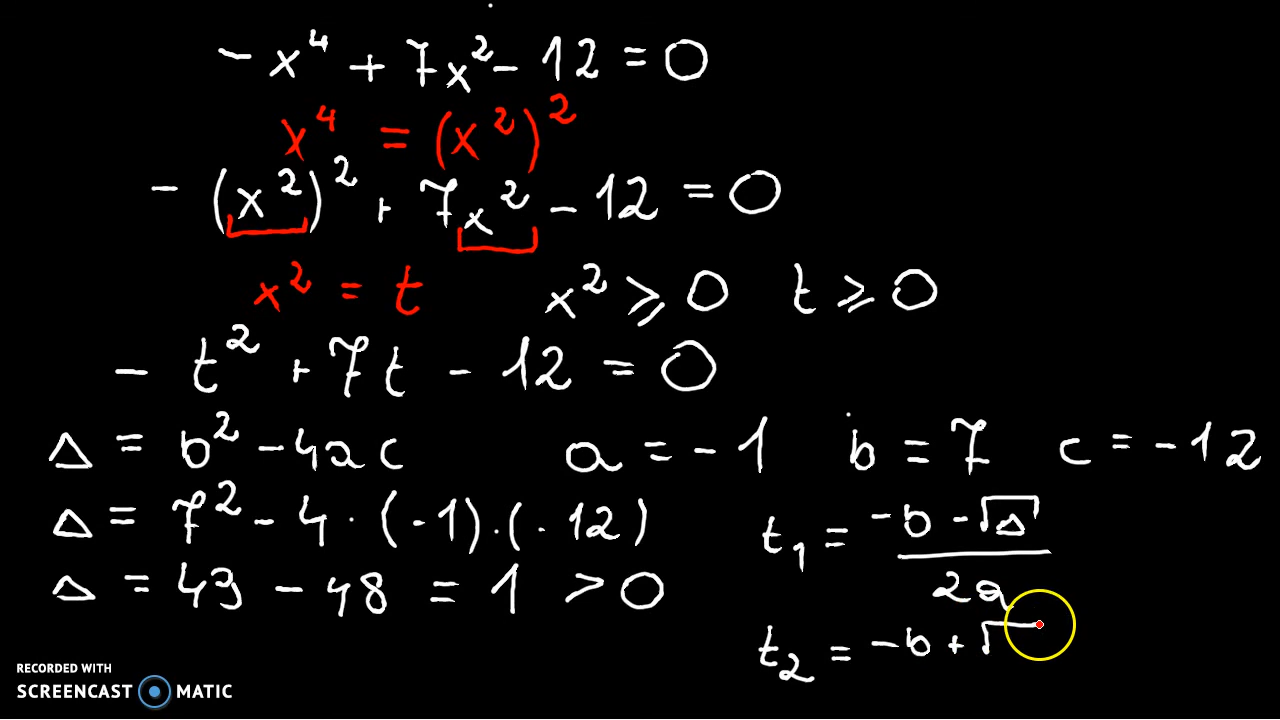 - x⁴ + 7x² - 12 = 0
x⁴ = (x²)²
- (x²)² + 7x² - 12 = 0
x² = t x² ⩾ 0 t ⩾ 0
- t² + 7t - 12 = 0
Δ = b² - 4ac a = -1 b = 7 c = -12
Δ = 7² - 4 · (-1) · (-12)
t₁ = (-b - √Δ) / 2a
Δ = 49 - 48 = 1 > 0
t₂ = -b + √
RECORDED WITH
SCREENCAST MATIC